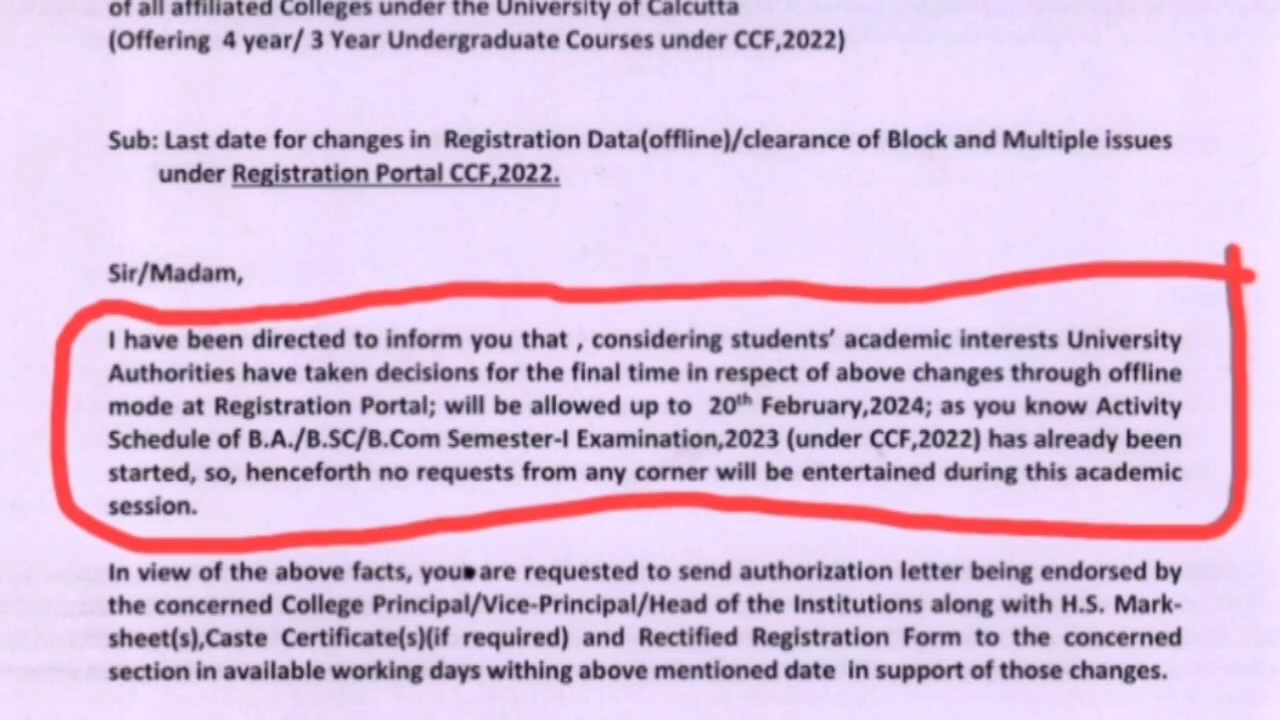 of all affiliated Colleges under the University of Calcutta
(Offering 4 year/ 3 Year Undergraduate Courses under CCF,2022)
Sub: Last date for changes in Registration Data(offline)/clearance of Block and Multiple issues
under Registration Portal CCF,2022.
Sir/Madam,
I have been directed to inform you that , considering students’ academic interests University
Authorities have taken decisions for the final time in respect of above changes through offline
mode at Registration Portal; will be allowed up to 20th February,2024; as you know Activity
Schedule of B.A./B.SC/B.Com Semester-I Examination,2023 (under CCF,2022) has already been
started, so, henceforth no requests from any corner will be entertained during this academic
session.
In view of the above facts, you are requested to send authorization letter being endorsed by
the concerned College Principal/Vice-Principal/Head of the Institutions along with H.S. Mark-
sheet(s),Caste Certificate(s)(if required) and Rectified Registration Form to the concerned
section in available working days withing above mentioned date in support of those changes.